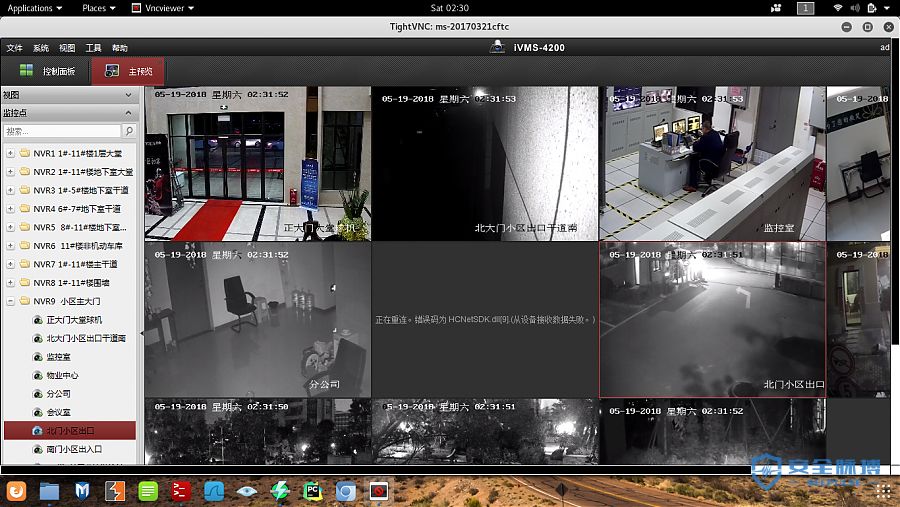 Applications Places Vncviewer Sat 02:30 1
TightVNC: ms-20170321cftc
文件 系统 视图 工具 帮助 iVMS-4200 ad
控制面板 主预览
视图
监控点
搜索...
NVR1 1#-11#楼1层大堂
NVR2 1#-11#楼地下室大堂
NVR3 1#-5#楼地下室干道
NVR4 6#-7#地下室干道
NVR5 8#-11#楼地下室...
NVR6 11#楼非机动车库
NVR7 1#-11#楼主干道
NVR8 1#-11#楼围墙
NVR9 小区主大门
正大门大堂球机
北大门小区出口干道南
监控室
物业中心
分公司
会议室
北门小区出口
南门小区出入口
05-19-2018 星期六 02:31:52
正大门大堂球机
05-19-2018 星期六 02:31:53
北大门小区出口干道南
05-19-2018 星期六 02:31:53
监控室
05-19-2018
05-19-2018 星期六 02:31:52
分公司
正在重连。错误码为 HCNetSDK.dll[9].(从设备接收数据失败。)
05-19-2018 星期六 02:31:51
北门小区出口
05-19-2018
05-19-2018 星期六 02:31:50
5-19-2018 星期六 02:31:51
05-19-2018 星期六 02:31:52
安全脉搏
PC